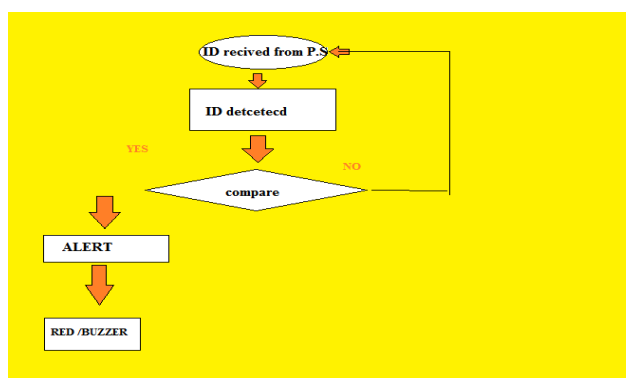 ID recived from P.S
ID detcetecd
YES
NO
compare
ALERT
RED /BUZZER